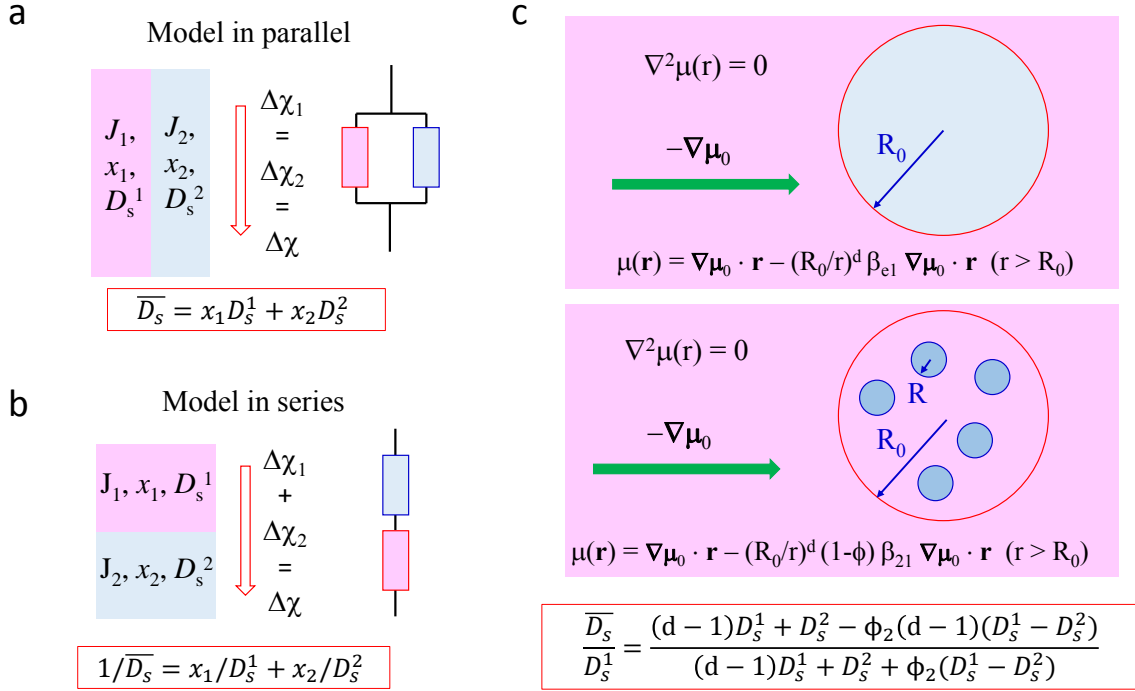 a
Model in parallel
J₁,
x₁,
Dₛ¹
J₂,
x₂,
Dₛ²
Δχ₁
=
Δχ₂
=
Δχ
D̅ₛ̅ = x₁Dₛ¹ + x₂Dₛ²
b
Model in series
J₁, x₁, Dₛ¹
J₂, x₂, Dₛ²
Δχ₁
+
Δχ₂
=
Δχ
1/D̅ₛ̅ = x₁/Dₛ¹ + x₂/Dₛ²
c
∇²μ(r) = 0
−∇μ₀
R₀
μ(r) = ∇μ₀ · r – (R₀/r)ᵈ βₑ₁ ∇μ₀ · r (r > R₀)
∇²μ(r) = 0
R
−∇μ₀
R₀
μ(r) = ∇μ₀ · r – (R₀/r)ᵈ (1-ϕ) β₂₁ ∇μ₀ · r (r > R₀)
D̅ₛ̅/Dₛ¹ = ((d − 1)Dₛ¹ + Dₛ² − ϕ₂(d − 1)(Dₛ¹ − Dₛ²))/((d − 1)Dₛ¹ + Dₛ² + ϕ₂(Dₛ¹ − Dₛ²))